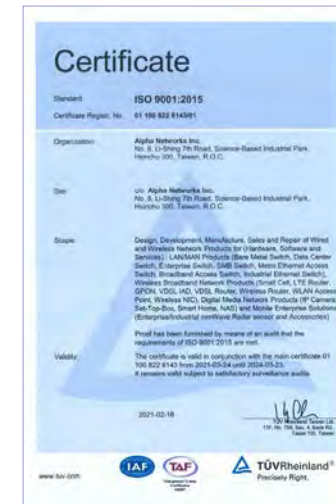 Certificate
Standard ISO 9001:2015
Certificate Registr. No. 01 100 822 8143/01
Organization: Alpha Networks Inc.
No. 8, Li-Shing 7th Road, Science-Based Industrial Park,
Hsinchu 300, Taiwan, R.O.C.
Site: c/o Alpha Networks Inc.
No. 8, Li-Shing 7th Road, Science-Based Industrial Park,
Hsinchu 300, Taiwan, R.O.C.
Scope: Design, Development, Manufacture, Sales and Repair of Wired
and Wireless Network Products for (Hardware, Software and
Services) : LAN/MAN Products (Bare Metal Switch, Data Center
Switch, Enterprise Switch, SMB Switch, Metro Ethernet Access
Switch, Broadband Access Switch, Industrial Ethernet Switch),
Wireless Broadband Network Products (Small Cell, LTE Router,
GPON, VDSL IAD, VDSL Router, Wireless Router, WLAN Access
Point, Wireless NIC), Digital Media Network Products (IP Camera,
Set-Top-Box, Smart Home, NAS) and Mobile Enterprise Solutions
(Enterprise/Industrial mmWave Radar sensor and Accessories)
Proof has been furnished by means of an audit that the
requirements of ISO 9001:2015 are met.
Validity: The certificate is valid in conjunction with the main certificate 01
100 822 8143 from 2021-03-24 until 2024-03-23.
It remains valid subject to satisfactory surveillance audits.
2021-02-18
TÜV Rheinland Taiwan Ltd.
Taipei 105, Taiwan
www.tuv.com
IAF
TAF
TÜVRheinland®
Precisely Right.